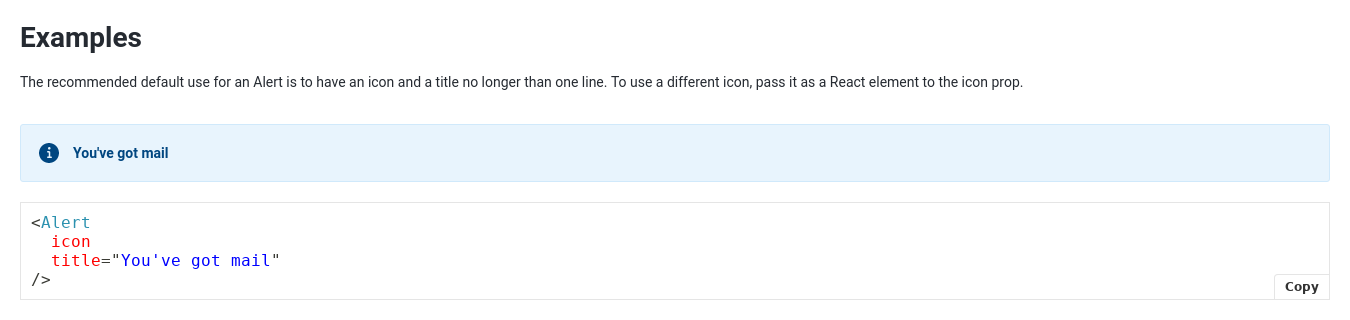 Examples
The recommended default use for an Alert is to have an icon and a title no longer than one line. To use a different icon, pass it as a React element to the icon prop.
You've got mail
<Alert
  icon
  title="You've got mail"
/>
Copy